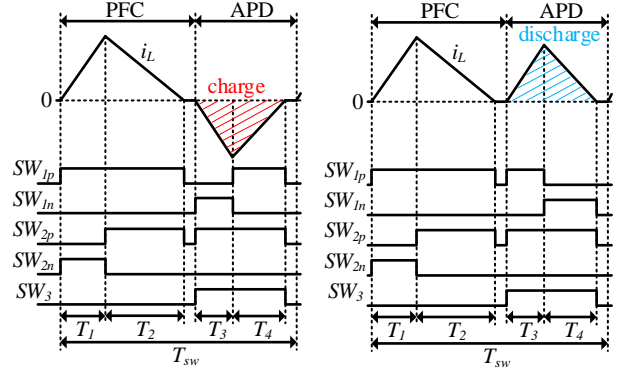 PFC APD PFC APD
i_L charge i_L discharge
0 0
SW_1p SW_1p
SW_1n SW_1n
SW_2p SW_2p
SW_2n SW_2n
SW_3 SW_3
T_1 T_2 T_3 T_4 T_1 T_2 T_3 T_4
T_sw T_sw